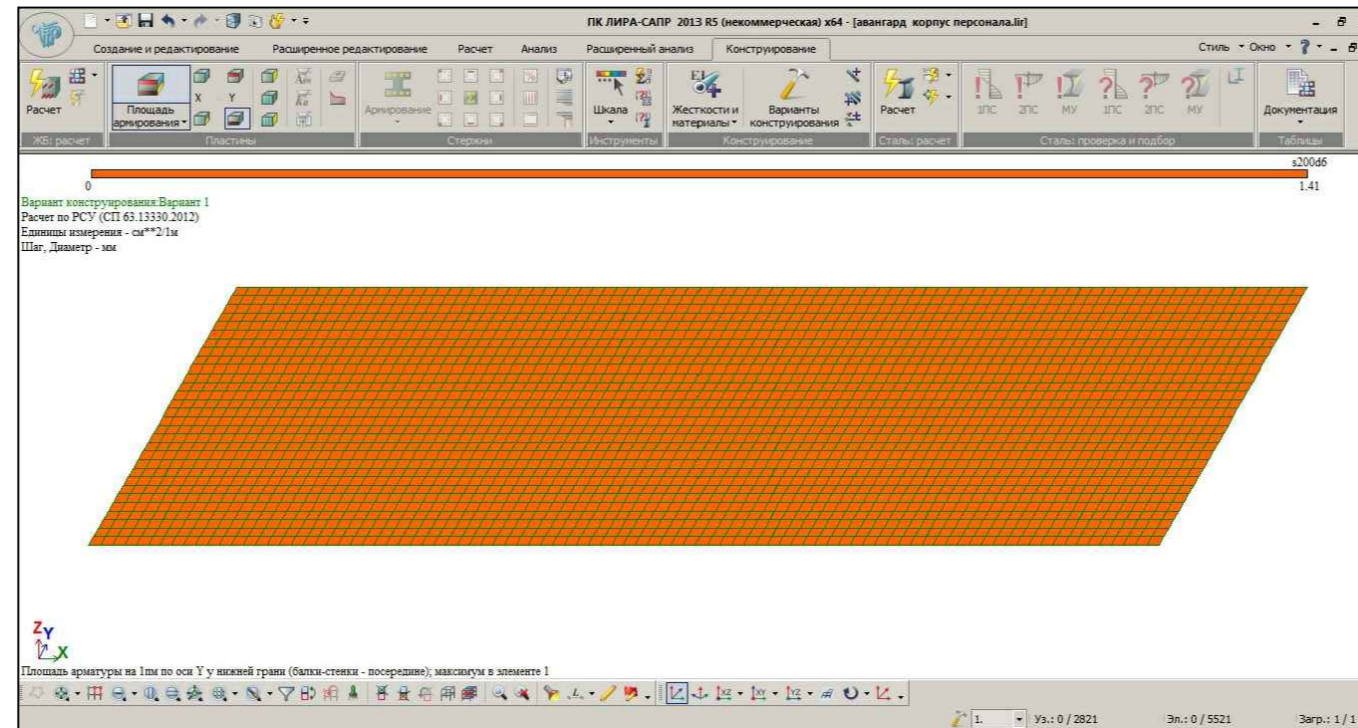 ПК ЛИРА-САПР 2013 R5 (некоммерческая) x64 - [авангард корпус персонала.lir]
Создание и редактирование Расширенное редактирование Расчет Анализ Расширенный анализ Конструирование Стиль Окно
Расчет
Площадь армирования
X Y
Армирование
Шкала
EI
Жесткости и материалы
Варианты конструирования
Расчет
1ПС 2ПС МУ 1ПС 2ПС МУ
Документация
ЖБ: расчет Пластины Стержни Инструменты Конструирование Сталь: расчет Сталь: проверка и подбор Таблицы
s200d6
0 1.41
Вариант конструирования:Вариант 1
Расчет по РСУ (СП 63.13330.2012)
Единицы измерения - см**2/1м
Шаг, Диаметр - мм
Z Y
X
Площадь арматуры на 1пм по оси Y у нижней грани (балки-стенки - посередине); максимум в элементе 1
1. Уз.: 0 / 2821 Эл.: 0 / 5521 Загр.: 1 / 1